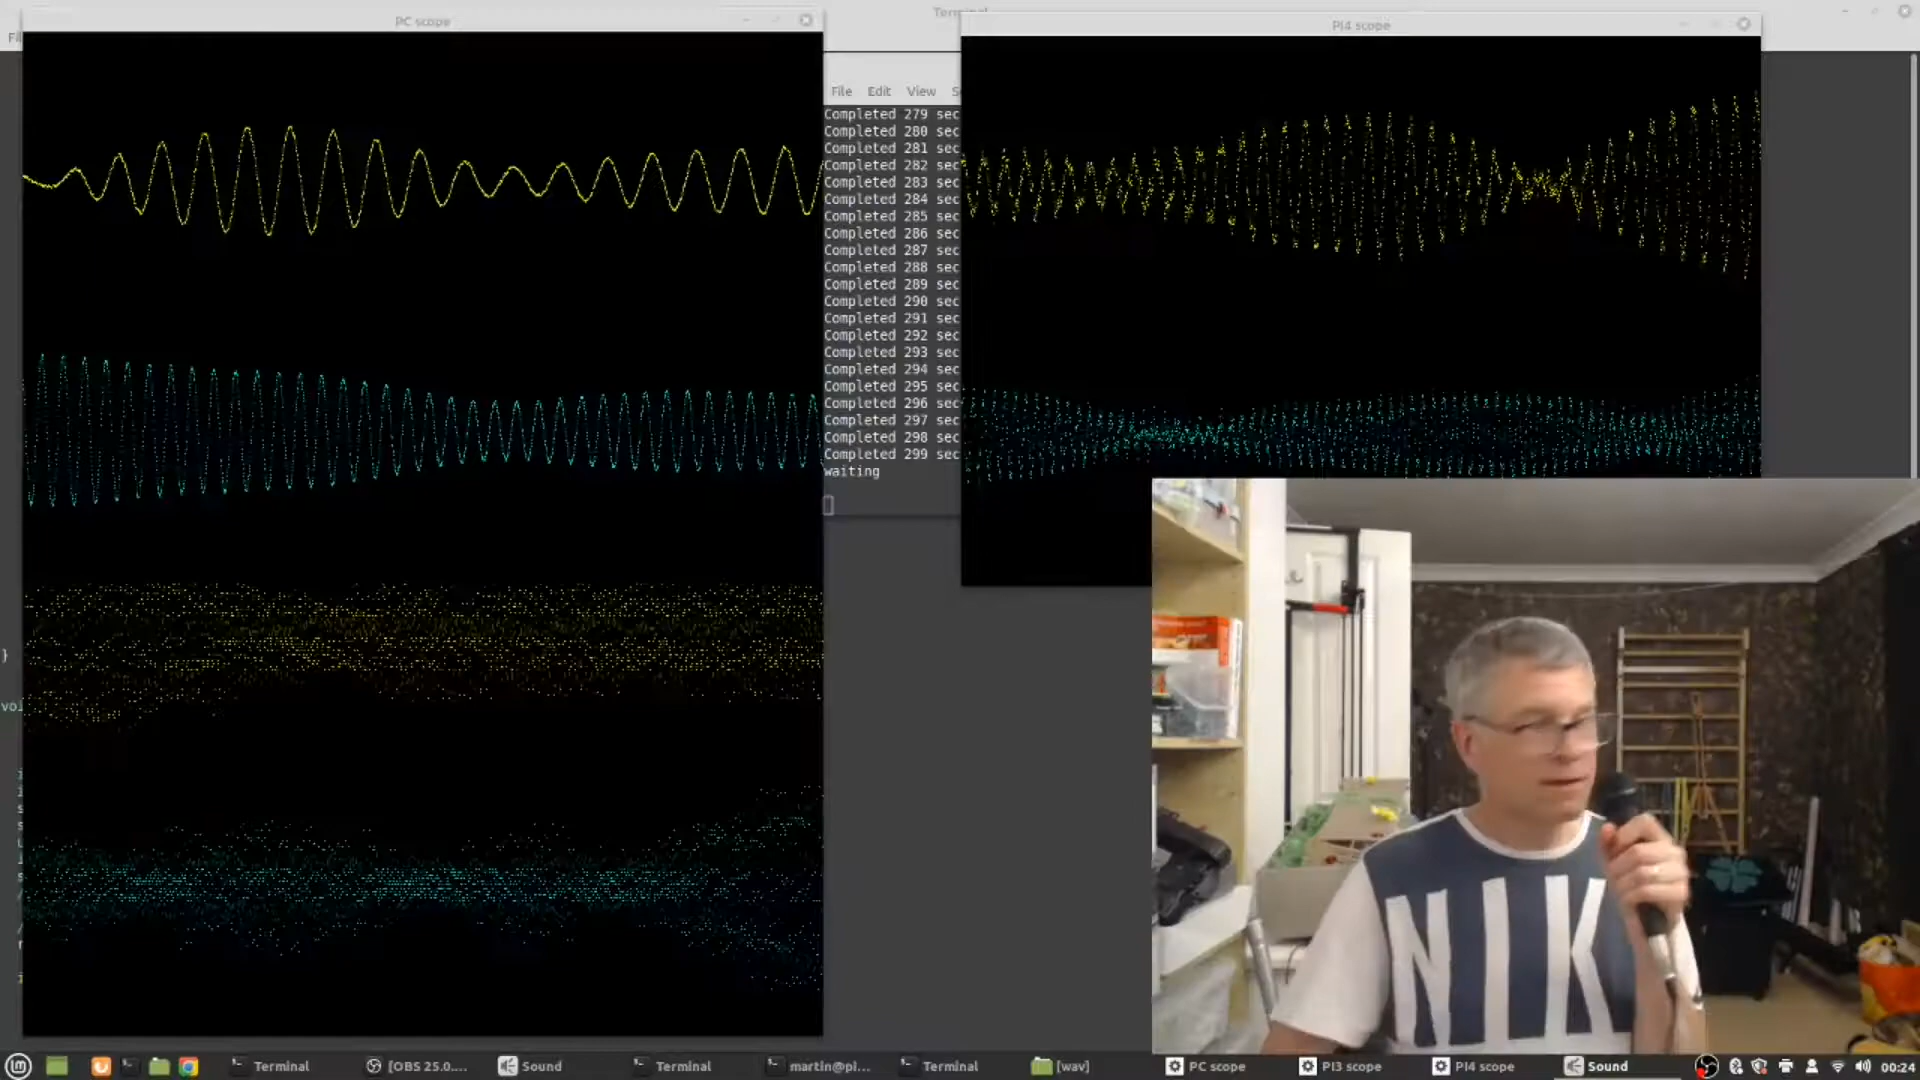 PC scope
Terminal
PI4 scope
File Edit View
Completed 279 sec
Completed 280 sec
Completed 281 sec
Completed 282 sec
Completed 283 sec
Completed 284 sec
Completed 285 sec
Completed 286 sec
Completed 287 sec
Completed 288 sec
Completed 289 sec
Completed 290 sec
Completed 291 sec
Completed 292 sec
Completed 293 sec
Completed 294 sec
Completed 295 sec
Completed 296 sec
Completed 297 sec
Completed 298 sec
Completed 299 sec
waiting
}
NIK
Terminal
[OBS 25.0....
Sound
Terminal
martin@pi...
Terminal
[wav]
PC scope
PI3 scope
PI4 scope
Sound
00:24